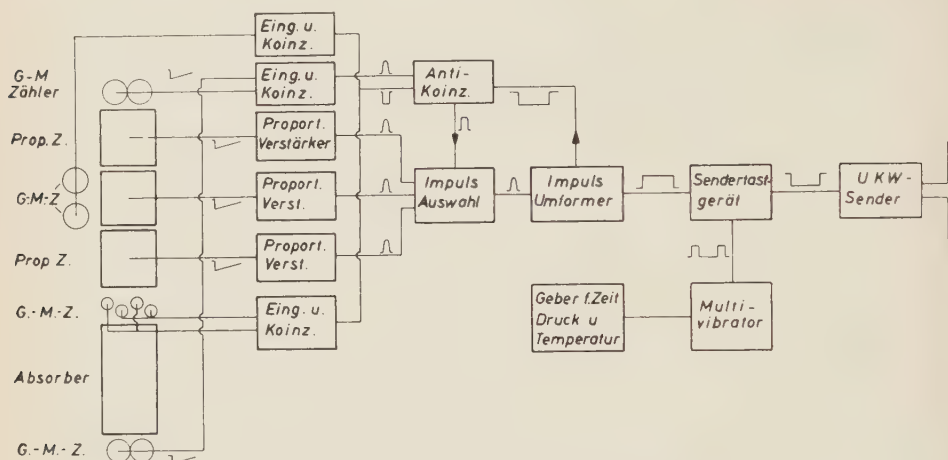 G-M
Zähler
Prop. Z.
G.-M.-Z.
Prop Z.
G.-M.-Z.
Absorber
G.-M.-Z.
Eing. u.
Koinz.
Eing. u.
Koinz.
Proport.
Verstärker
Proport.
Verst.
Proport.
Verst.
Eing. u.
Koinz.
Anti-
Koinz.
Impuls
Auswahl
Impuls
Umformer
Sendertast-
gerät
UKW-
Sender
Geber f. Zeit
Druck u
Temperatur
Multi-
vibrator